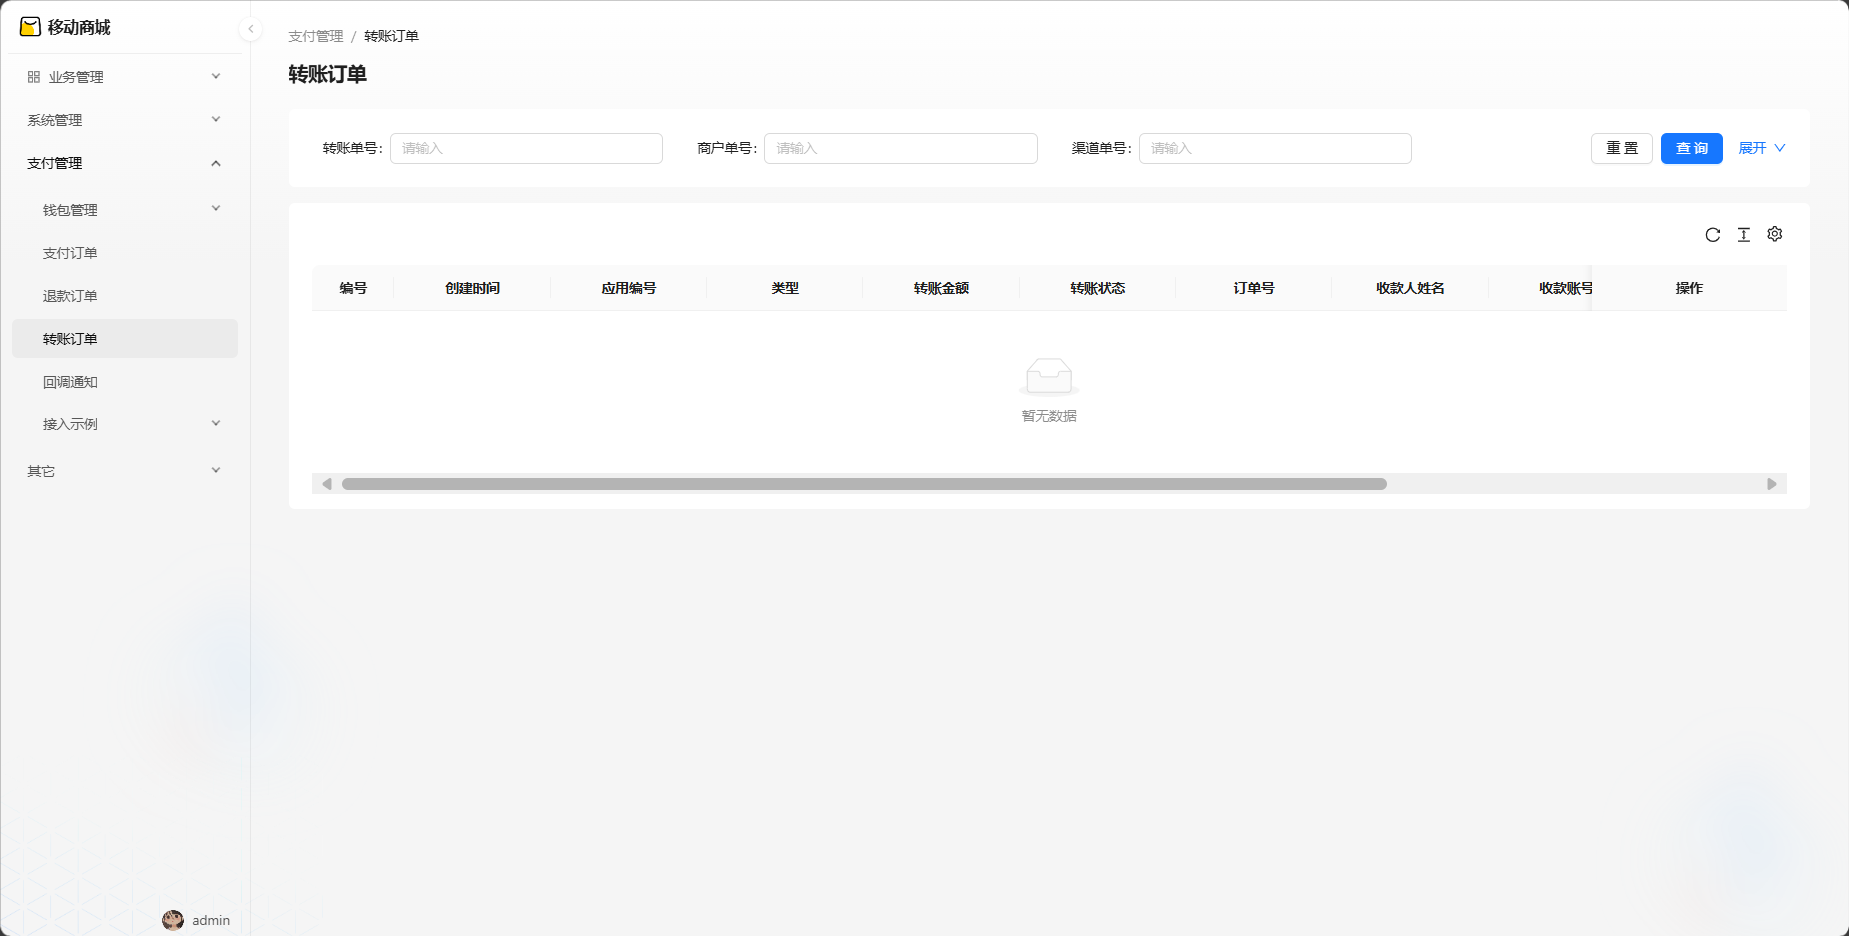 移动商城
业务管理
系统管理
支付管理
钱包管理
支付订单
退款订单
转账订单
回调通知
接入示例
其它
admin
支付管理 / 转账订单
转账订单
转账单号: 请输入 商户单号: 请输入 渠道单号: 请输入 重 置 查 询 展开
编号 创建时间 应用编号 类型 转账金额 转账状态 订单号 收款人姓名 收款账号 操作
暂无数据